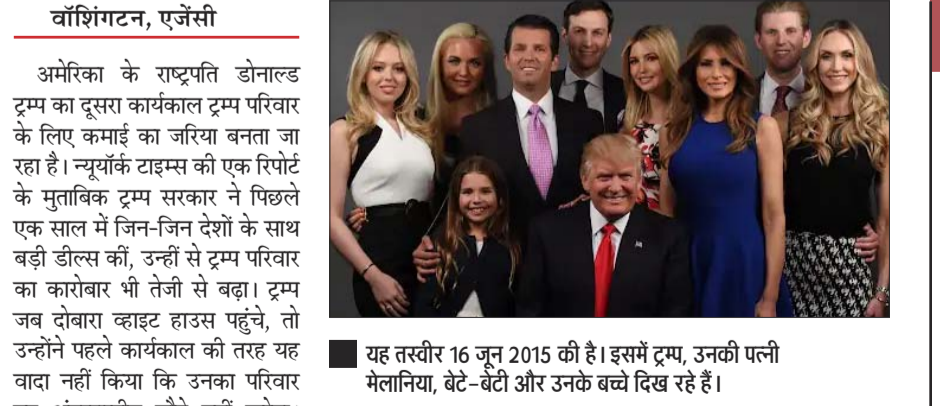 वॉशिंगटन, एजेंसी
अमेरिका के राष्ट्रपति डोनाल्ड
ट्रम्प का दूसरा कार्यकाल ट्रम्प परिवार
के लिए कमाई का जरिया बनता जा
रहा है। न्यूयॉर्क टाइम्स की एक रिपोर्ट
के मुताबिक ट्रम्प सरकार ने पिछले
एक साल में जिन-जिन देशों के साथ
बड़ी डील्स कीं, उन्हीं से ट्रम्प परिवार
का कारोबार भी तेजी से बढ़ा। ट्रम्प
जब दोबारा व्हाइट हाउस पहुंचे, तो
उन्होंने पहले कार्यकाल की तरह यह
वादा नहीं किया कि उनका परिवार
यह तस्वीर 16 जून 2015 की है। इसमें ट्रम्प, उनकी पत्नी
मेलानिया, बेटे-बेटी और उनके बच्चे दिख रहे हैं।